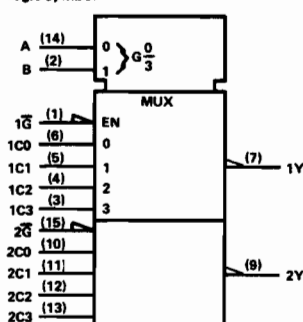 A (14) 0 } G 0/3
B (2) 1
MUX
1G̅ (1) EN
1C0 (6) 0
1C1 (5) 1
1C2 (4) 2
1C3 (3) 3
(7) 1Y
2G̅ (15)
2C0 (10)
2C1 (11)
2C2 (12)
2C3 (13)
(9) 2Y